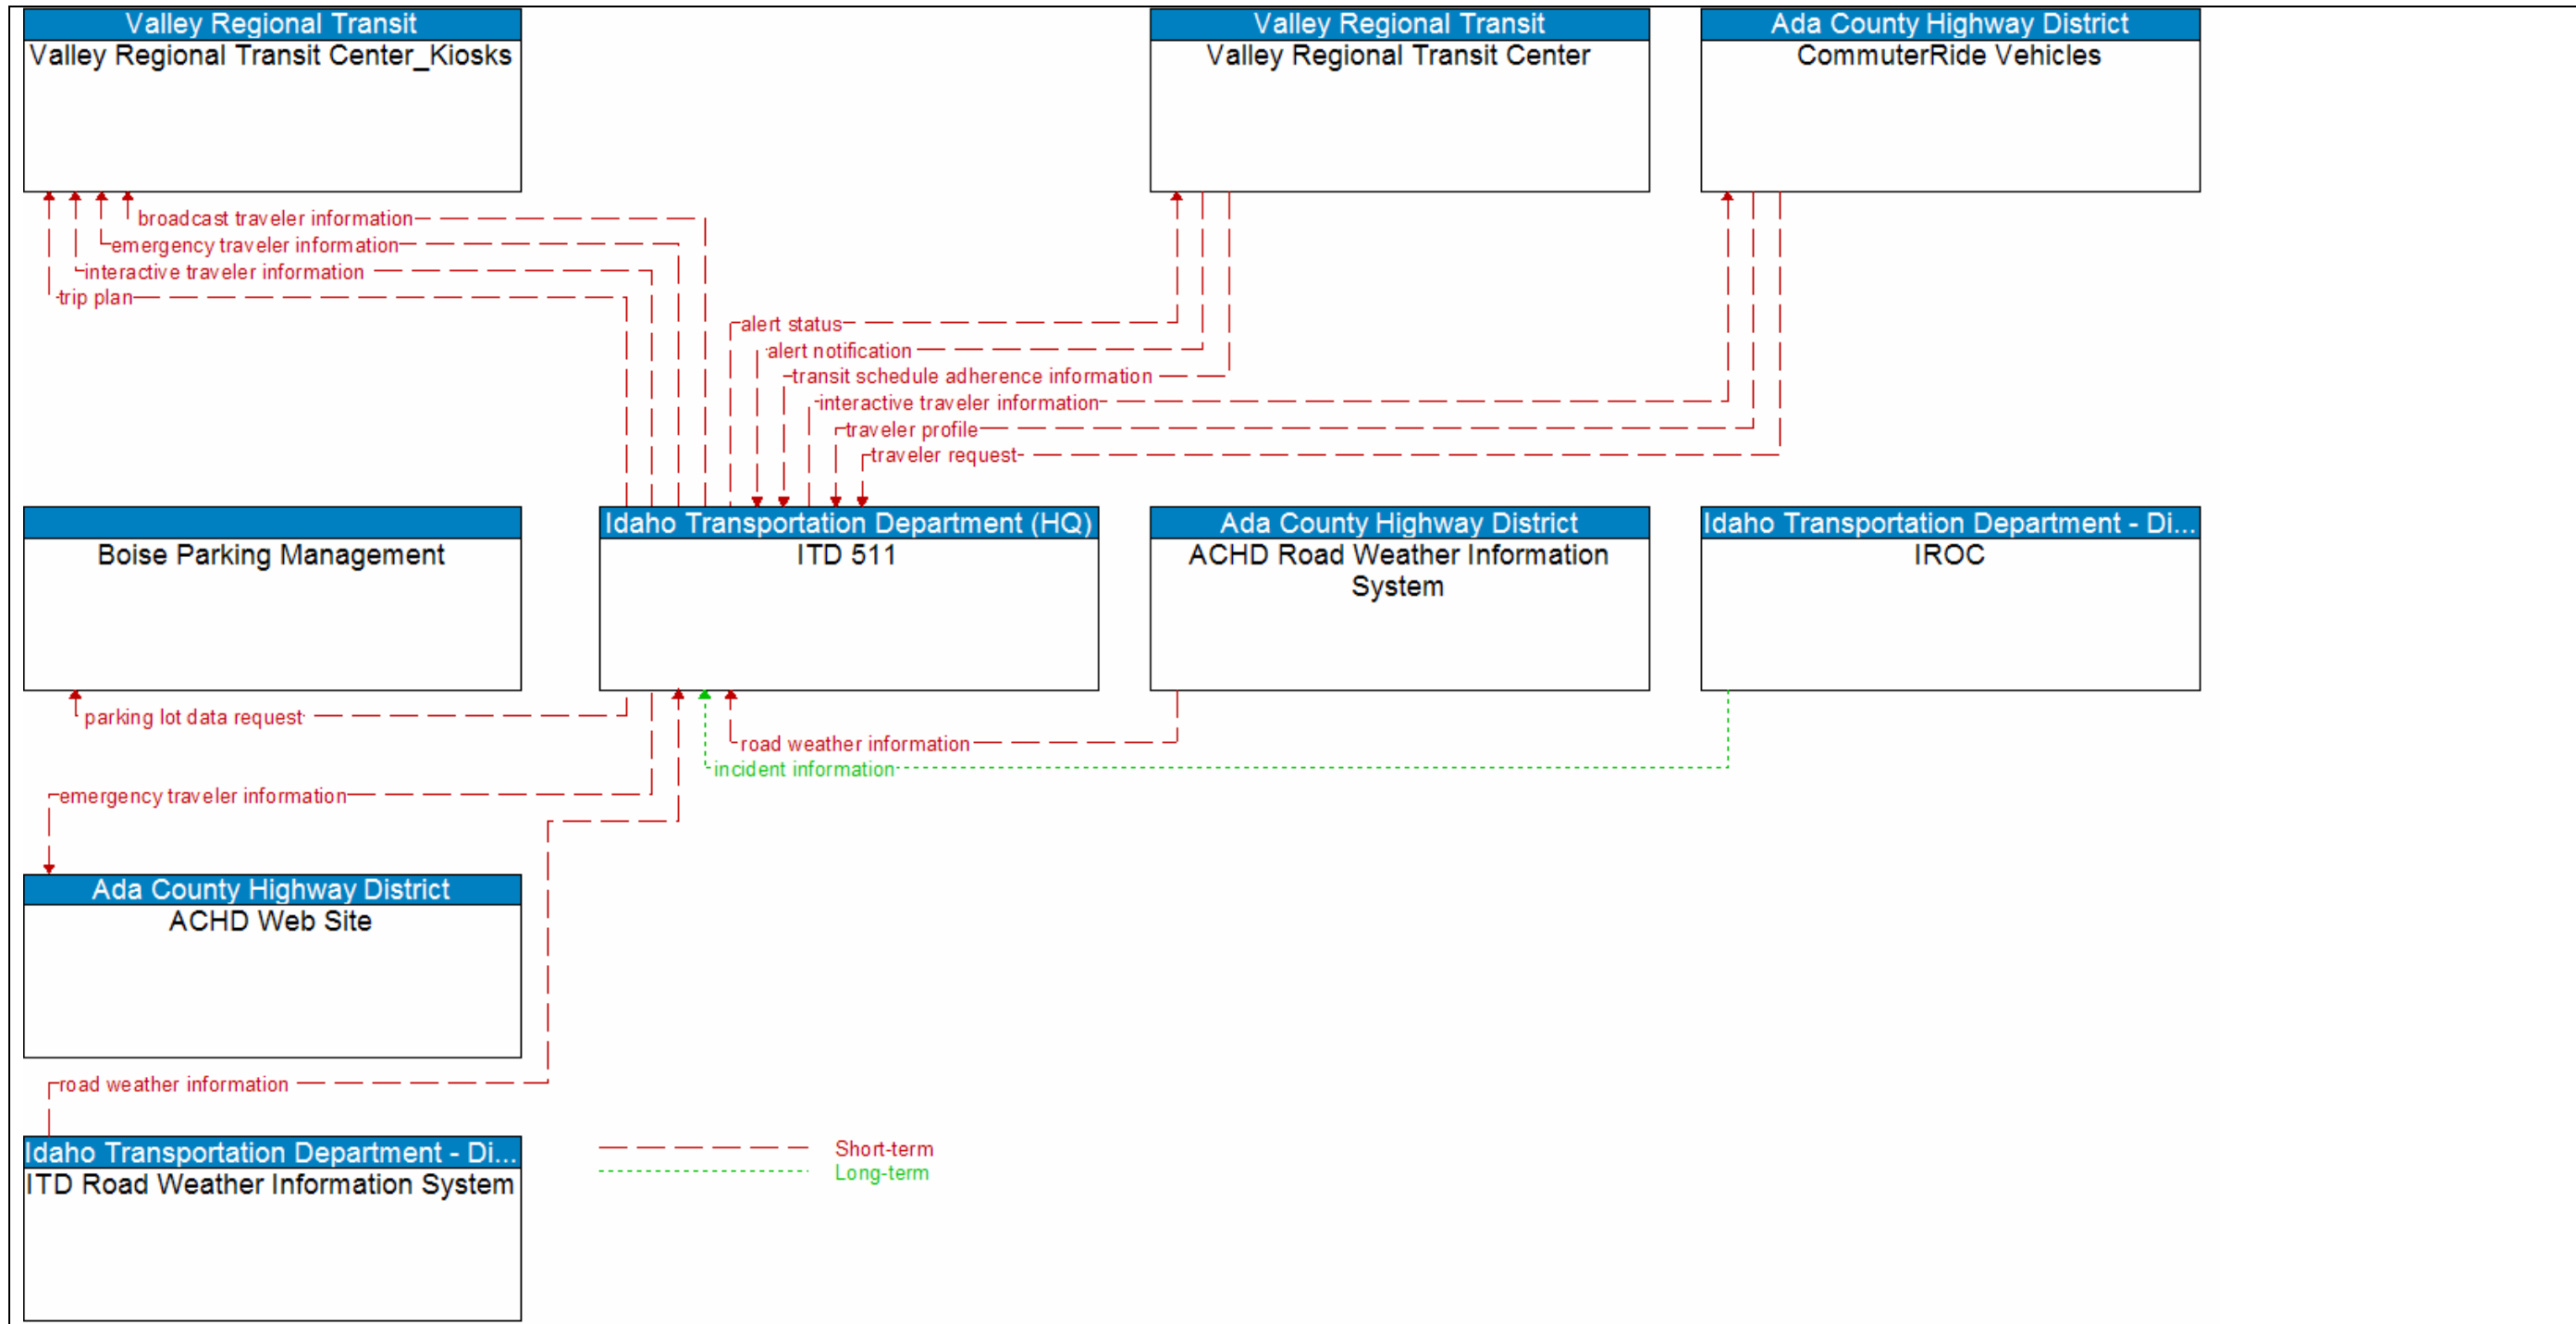 Valley Regional Transit
Valley Regional Transit Center_Kiosks
Valley Regional Transit
Valley Regional Transit Center
Ada County Highway District
CommuterRide Vehicles
broadcast traveler information
emergency traveler information
interactive traveler information
trip plan
alert status
alert notification
transit schedule adherence information
interactive traveler information
traveler profile
traveler request
Boise Parking Management
Idaho Transportation Department (HQ)
ITD 511
Ada County Highway District
ACHD Road Weather Information
System
Idaho Transportation Department - Di...
IROC
parking lot data request
road weather information
incident information
emergency traveler information
Ada County Highway District
ACHD Web Site
road weather information
Idaho Transportation Department - Di...
ITD Road Weather Information System
Short-term
Long-term